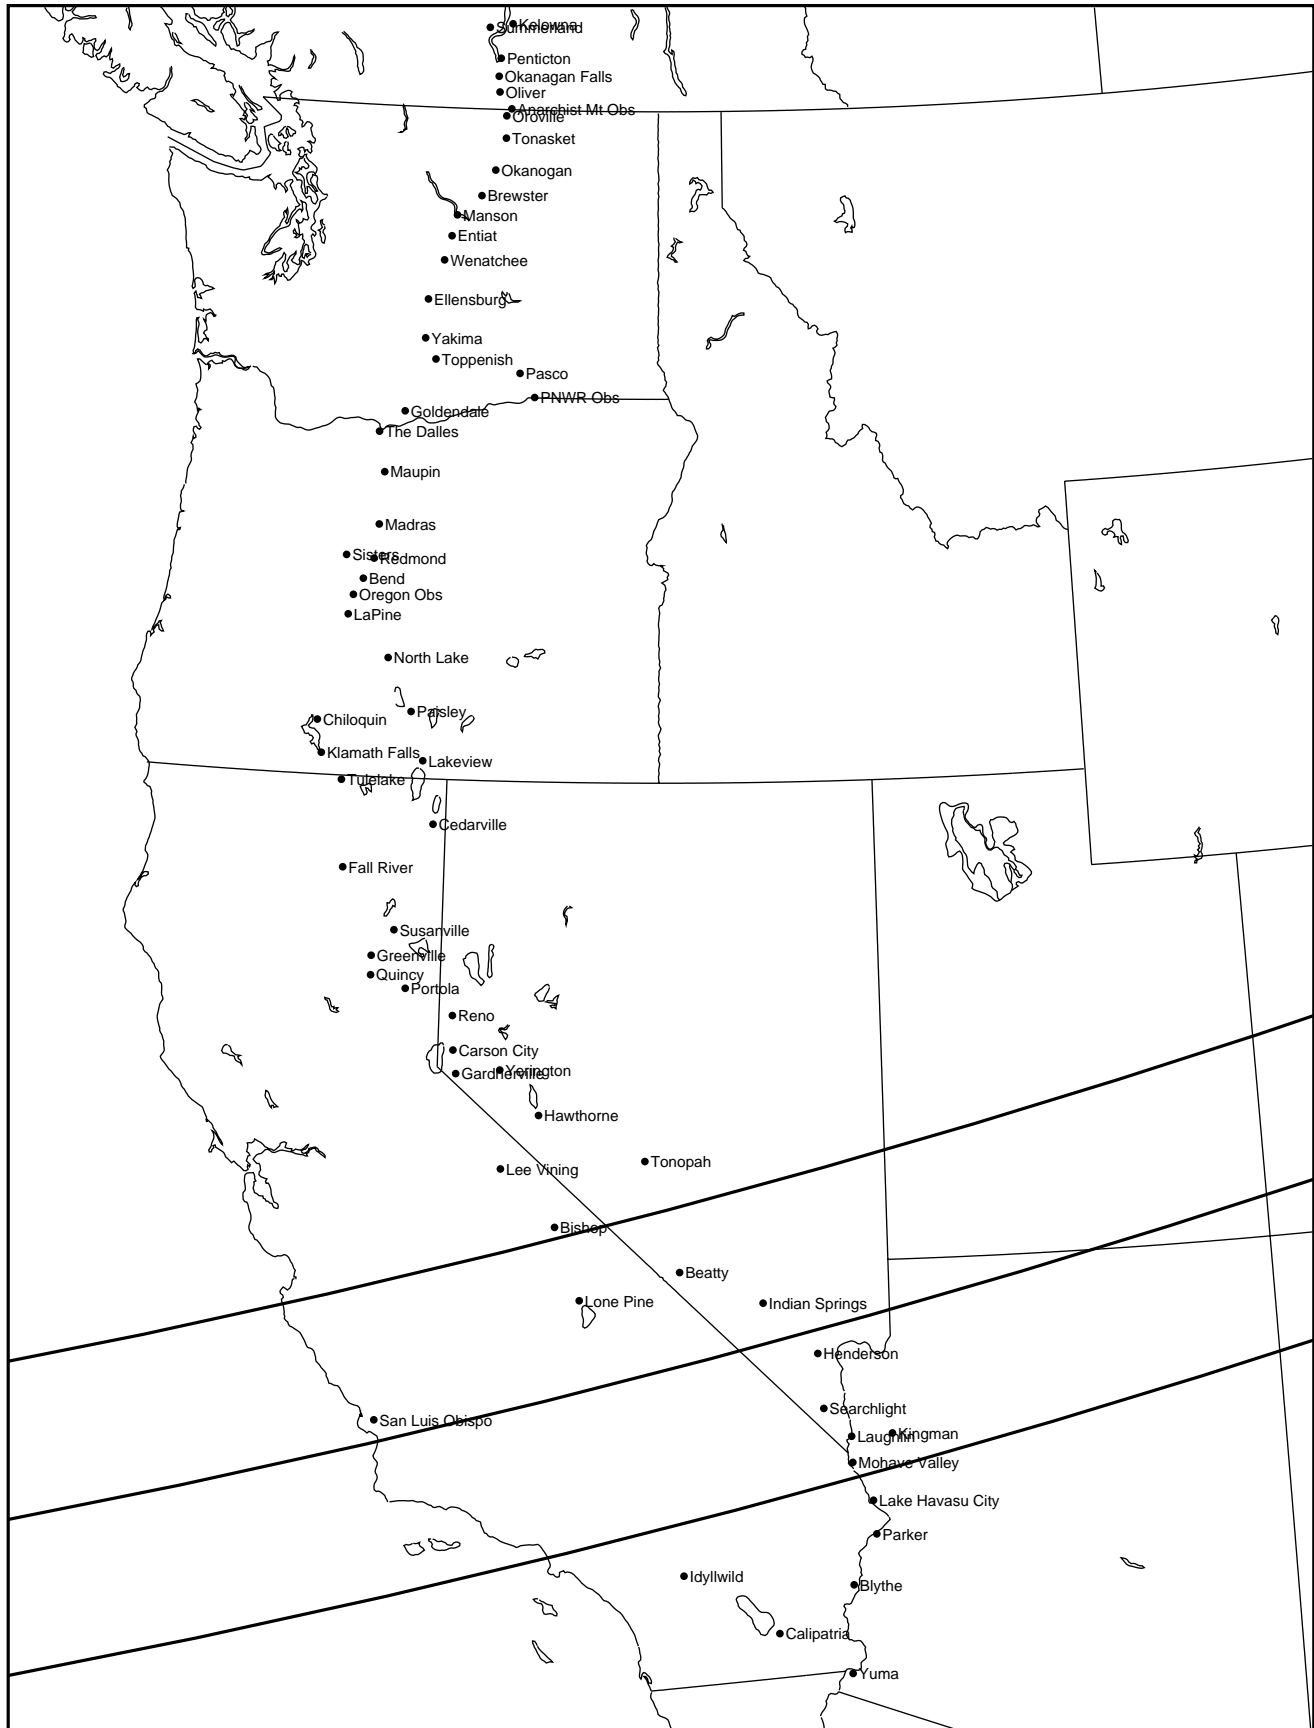 Kelowna
Summerland
Penticton
Okanagan Falls
Oliver
Anarchist Mt Obs
Oroville
Tonasket
Okanogan
Brewster
Manson
Entiat
Wenatchee
Ellensburg
Yakima
Toppenish
Pasco
PNWR Obs
Goldendale
The Dalles
Maupin
Madras
Sisters
Redmond
Bend
Oregon Obs
LaPine
North Lake
Paisley
Chiloquin
Klamath Falls
Lakeview
Tulelake
Cedarville
Fall River
Susanville
Greenville
Quincy
Portola
Reno
Carson City
Yerington
Gardnerville
Hawthorne
Tonopah
Lee Vining
Bishop
Beatty
Lone Pine
Indian Springs
Henderson
Searchlight
San Luis Obispo
Kingman
Laughlin
Mohave Valley
Lake Havasu City
Parker
Idyllwild
Blythe
Calipatria
Yuma